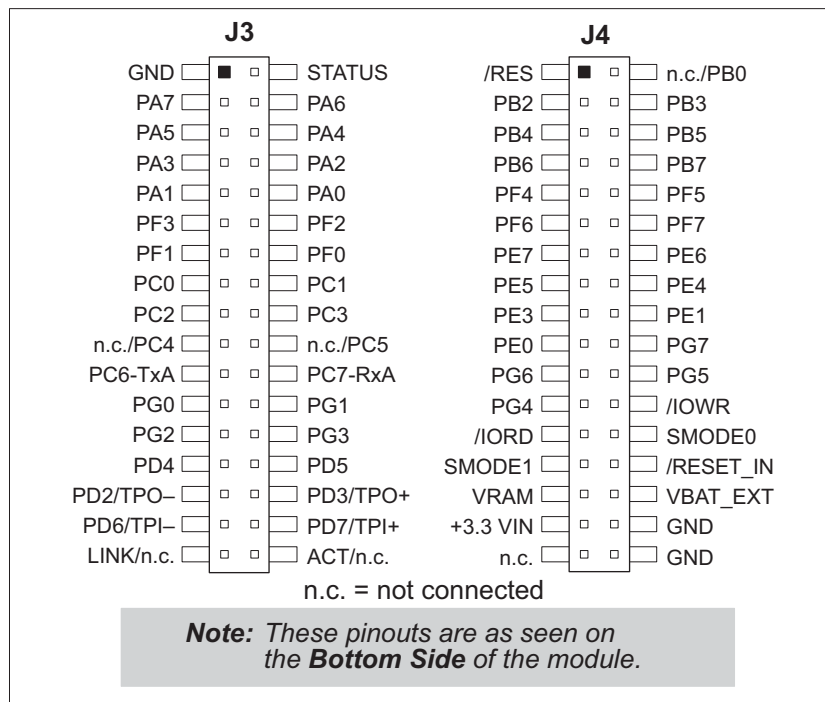 J3 J4
GND STATUS /RES n.c./PB0
PA7 PA6 PB2 PB3
PA5 PA4 PB4 PB5
PA3 PA2 PB6 PB7
PA1 PA0 PF4 PF5
PF3 PF2 PF6 PF7
PF1 PF0 PE7 PE6
PC0 PC1 PE5 PE4
PC2 PC3 PE3 PE1
n.c./PC4 n.c./PC5 PE0 PG7
PC6-TxA PC7-RxA PG6 PG5
PG0 PG1 PG4 /IOWR
PG2 PG3 /IORD SMODE0
PD4 PD5 SMODE1 /RESET_IN
PD2/TPO– PD3/TPO+ VRAM VBAT_EXT
PD6/TPI– PD7/TPI+ +3.3 VIN GND
LINK/n.c. ACT/n.c. n.c. GND
n.c. = not connected
Note: These pinouts are as seen on
the Bottom Side of the module.